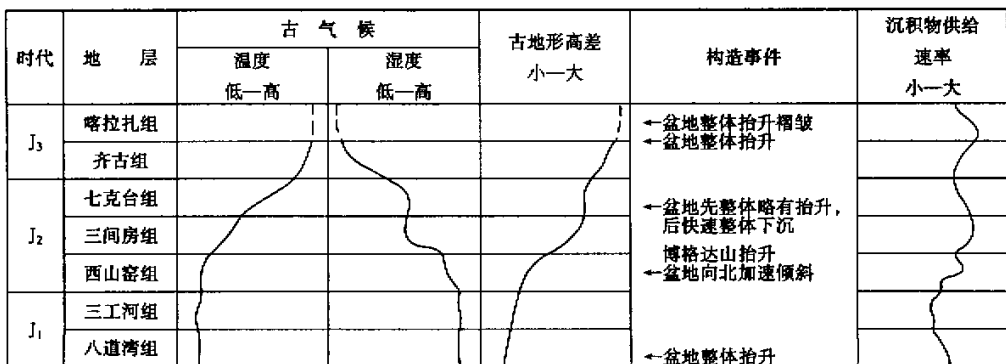 时代
地 层
古 气 候
温度
低—高
湿度
低—高
古地形高差
小—大
构造事件
沉积物供给
速率
小—大
J₃
喀拉扎组
←盆地整体抬升褶皱
←盆地整体抬升
齐古组
J₂
七克台组
←盆地先整体略有抬升，
后快速整体下沉
三间房组
博格达山抬升
西山窑组
←盆地向北加速倾斜
J₁
三工河组
八道湾组
←盆地整体抬升